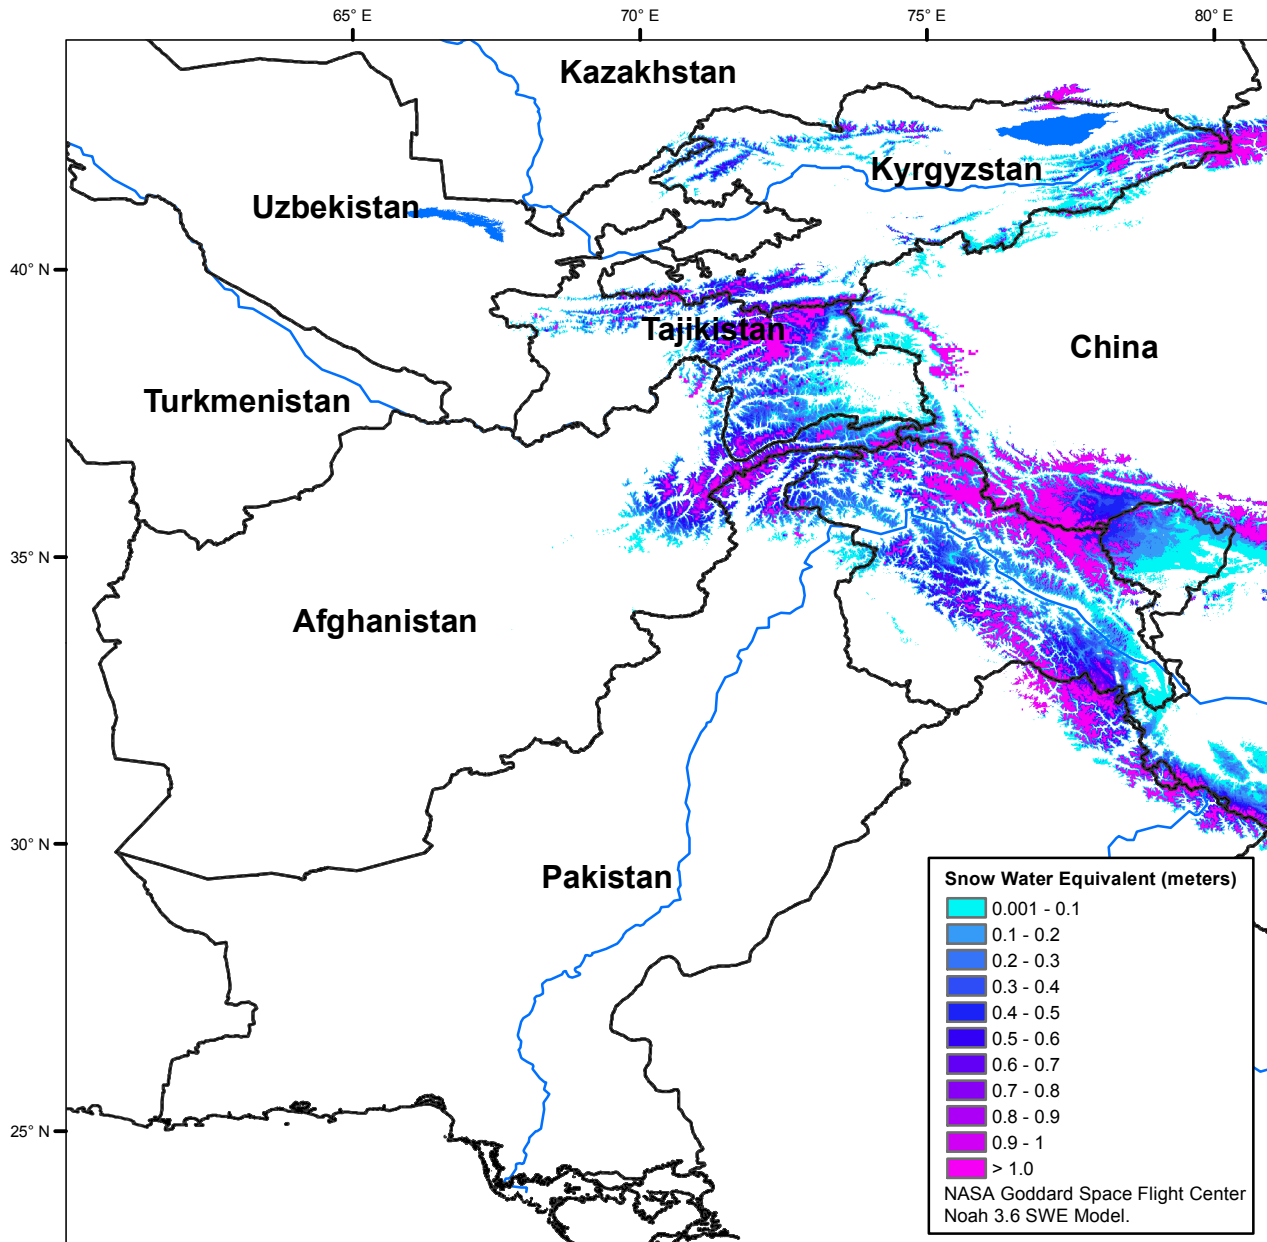 65° E
70° E
75° E
80° E
Kazakhstan
Kyrgyzstan
Uzbekistan
40° N
Tajikistan
China
Turkmenistan
35° N
Afghanistan
30° N
Pakistan
25° N
Snow Water Equivalent (meters)
0.001 - 0.1
0.1 - 0.2
0.2 - 0.3
0.3 - 0.4
0.4 - 0.5
0.5 - 0.6
0.6 - 0.7
0.7 - 0.8
0.8 - 0.9
0.9 - 1
> 1.0
NASA Goddard Space Flight Center
Noah 3.6 SWE Model.